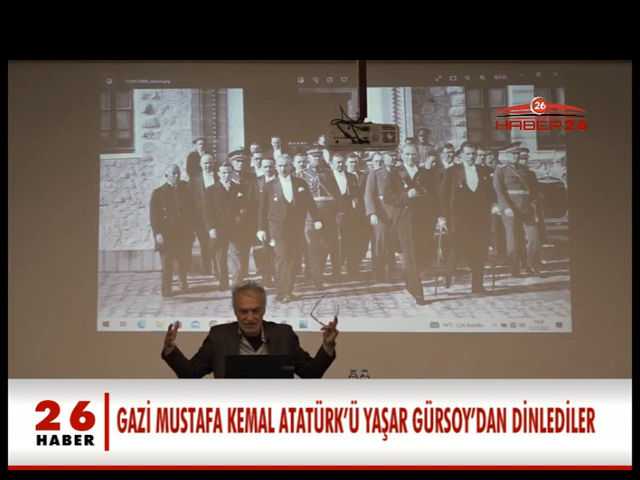 26
HABER26
26
HABER
GAZİ MUSTAFA KEMAL ATATÜRK'Ü YAŞAR GÜRSOY'DAN DİNLEDİLER